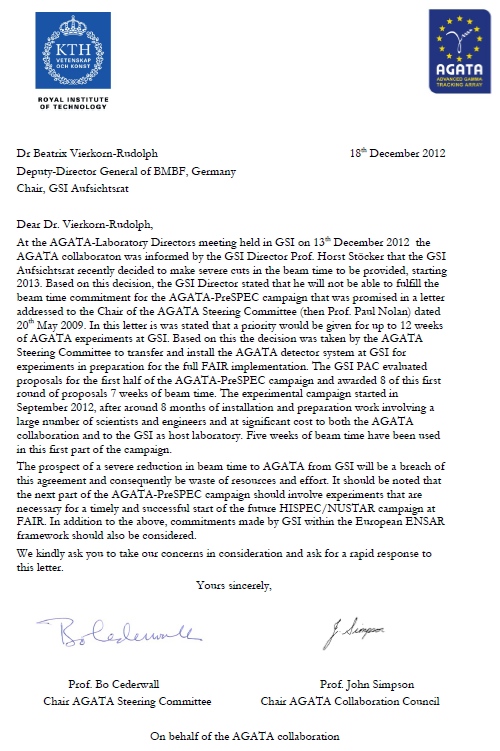 KTH
VETENSKAP
OCH KONST
ROYAL INSTITUTE
OF TECHNOLOGY
AGATA
ADVANCED GAMMA
TRACKING ARRAY
Dr Beatrix Vierkorn-Rudolph 18th December 2012
Deputy-Director General of BMBF, Germany
Chair, GSI Aufsichtsrat
Dear Dr. Vierkorn-Rudolph,
At the AGATA-Laboratory Directors meeting held in GSI on 13th December 2012 the
AGATA collaboraton was informed by the GSI Director Prof. Horst Stöcker that the GSI
Aufsichtsrat recently decided to make severe cuts in the beam time to be provided, starting
2013. Based on this decision, the GSI Director stated that he will not be able to fulfill the
beam time commitment for the AGATA-PreSPEC campaign that was promised in a letter
addressed to the Chair of the AGATA Steering Committee (then Prof. Paul Nolan) dated
20th May 2009. In this letter is was stated that a priority would be given for up to 12 weeks
of AGATA experiments at GSI. Based on this the decision was taken by the AGATA
Steering Committee to transfer and install the AGATA detector system at GSI for
experiments in preparation for the full FAIR implementation. The GSI PAC evaluated
proposals for the first half of the AGATA-PreSPEC campaign and awarded 8 of this first
round of proposals 7 weeks of beam time. The experimental campaign started in
September 2012, after around 8 months of installation and preparation work involving a
large number of scientists and engineers and at significant cost to both the AGATA
collaboration and to the GSI as host laboratory. Five weeks of beam time have been used
in this first part of the campaign.
The prospect of a severe reduction in beam time to AGATA from GSI will be a breach of
this agreement and consequently be waste of resources and effort. It should be noted that
the next part of the AGATA-PreSPEC campaign should involve experiments that are
necessary for a timely and successful start of the future HISPEC/NUSTAR campaign at
FAIR. In addition to the above, commitments made by GSI within the European ENSAR
framework should also be considered.
We kindly ask you to take our concerns in consideration and ask for a rapid response to
this letter.
Yours sincerely,
Bo Cederwall J. Simpson
Prof. Bo Cederwall Prof. John Simpson
Chair AGATA Steering Committee Chair AGATA Collaboration Council
On behalf of the AGATA collaboration